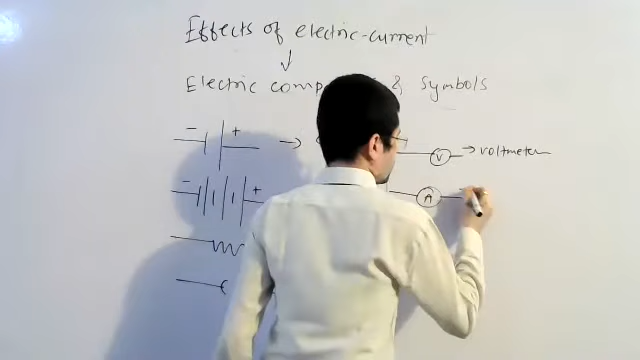 Effects of electric-current
Electric comp & Symbols
- +
V → voltmeter
- +
A